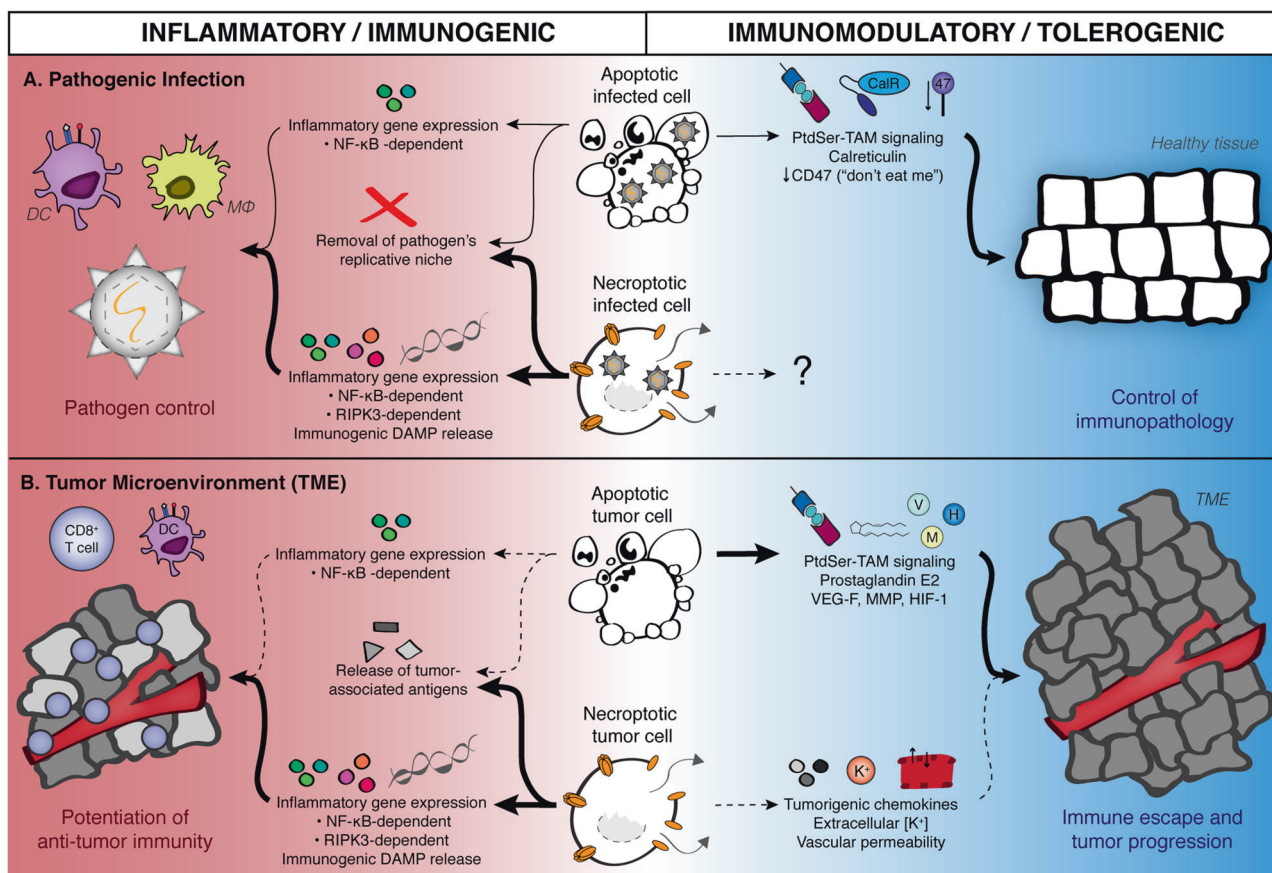 INFLAMMATORY / IMMUNOGENIC
IMMUNOMODULATORY / TOLEROGENIC
A. Pathogenic Infection
DC
MΦ
Pathogen control
Inflammatory gene expression
• NF-κB -dependent
Removal of pathogen's
replicative niche
Inflammatory gene expression
• NF-κB-dependent
• RIPK3-dependent
Immunogenic DAMP release
Apoptotic
infected cell
Necroptotic
infected cell
CalR
47
PtdSer-TAM signaling
Calreticulin
↓CD47 ("don't eat me")
?
Healthy tissue
Control of
immunopathology
B. Tumor Microenvironment (TME)
CD8⁺
T cell
DC
Potentiation of
anti-tumor immunity
Inflammatory gene expression
• NF-κB -dependent
Release of tumor-
associated antigens
Inflammatory gene expression
• NF-κB-dependent
• RIPK3-dependent
Immunogenic DAMP release
Apoptotic
tumor cell
Necroptotic
tumor cell
V
H
M
PtdSer-TAM signaling
Prostaglandin E2
VEG-F, MMP, HIF-1
K⁺
Tumorigenic chemokines
Extracellular [K⁺]
Vascular permeability
TME
Immune escape and
tumor progression